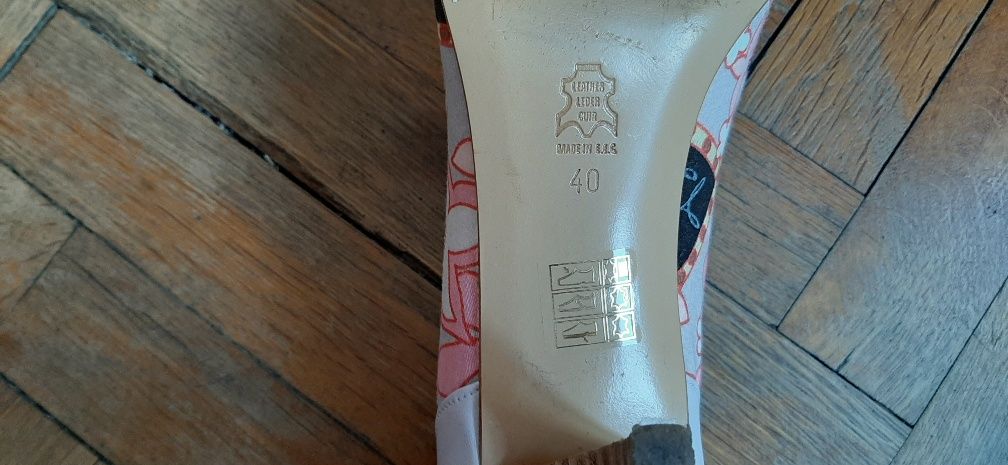 LEATHER
LEDER
CUIR
MADE IN E.E.C.
40